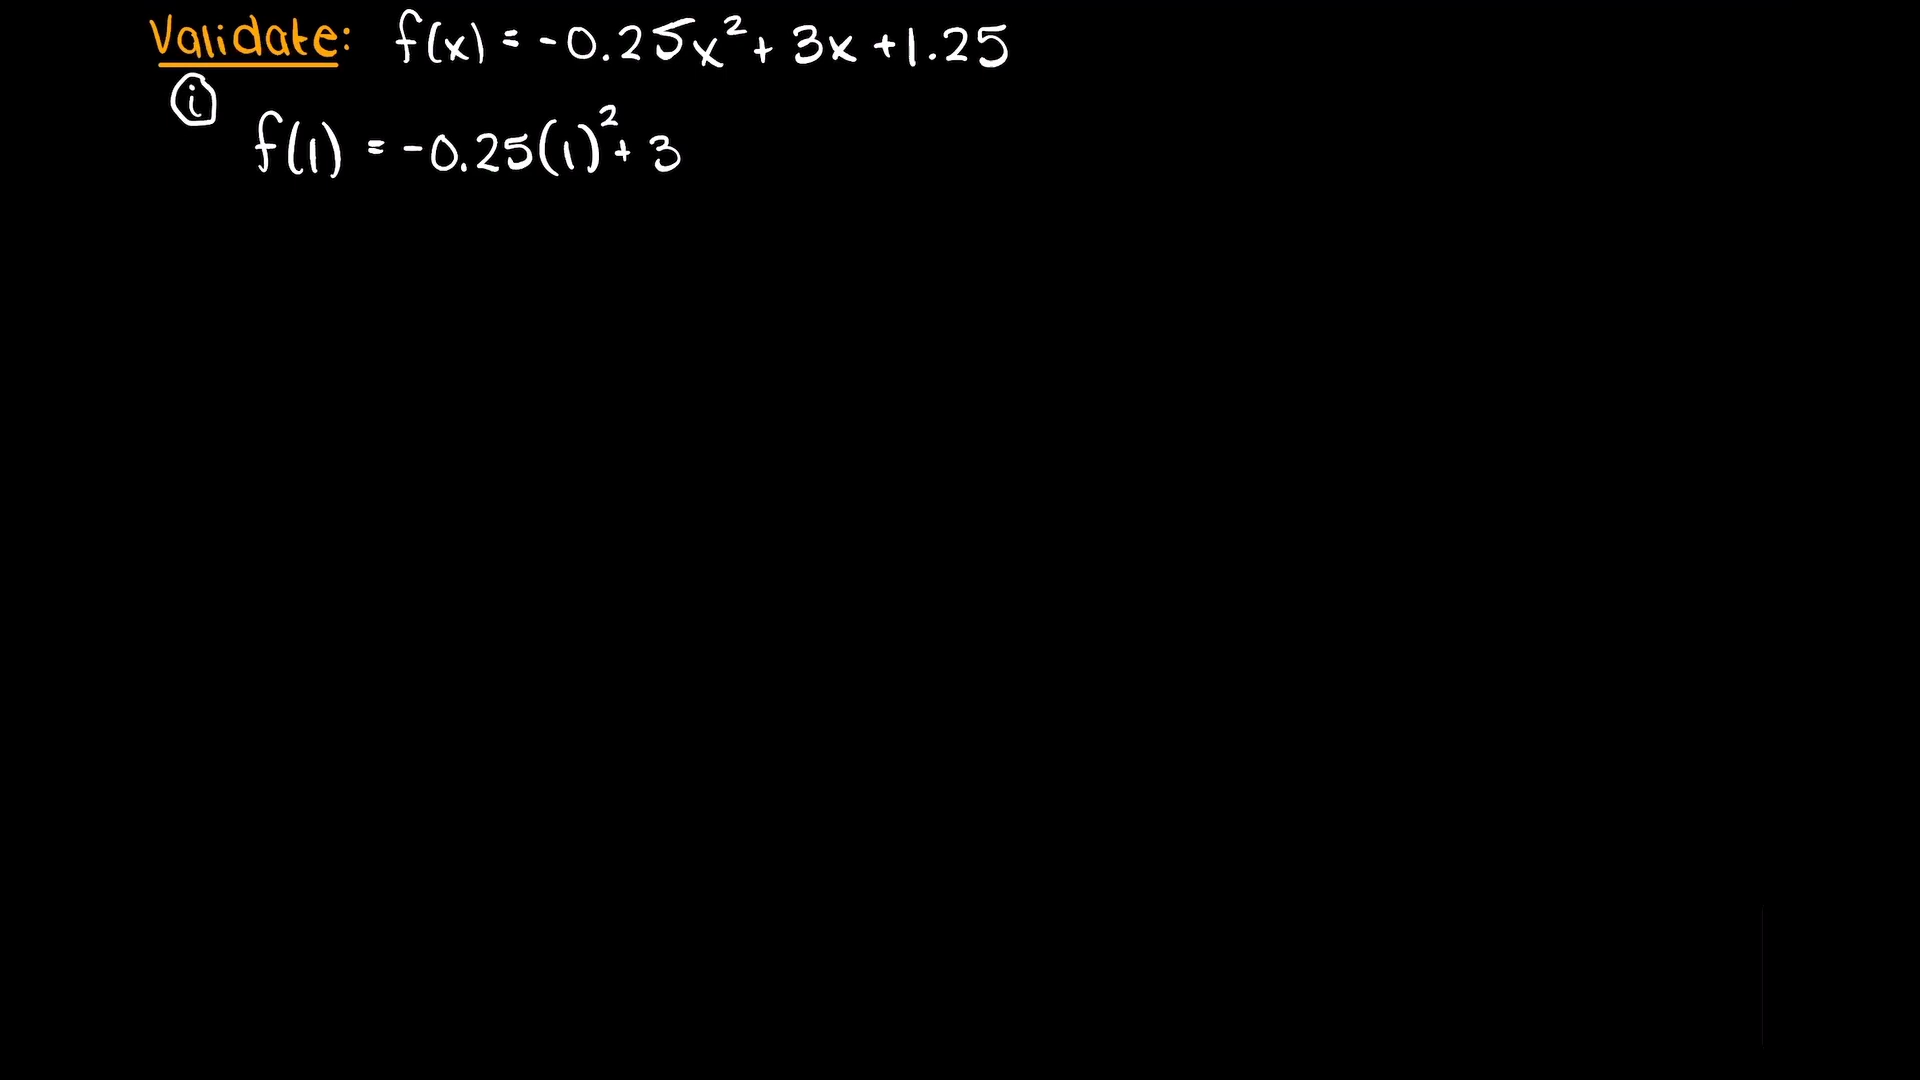 Validate: f(x) = -0.25x² + 3x + 1.25
ⓘ
f(1) = -0.25(1)² + 3